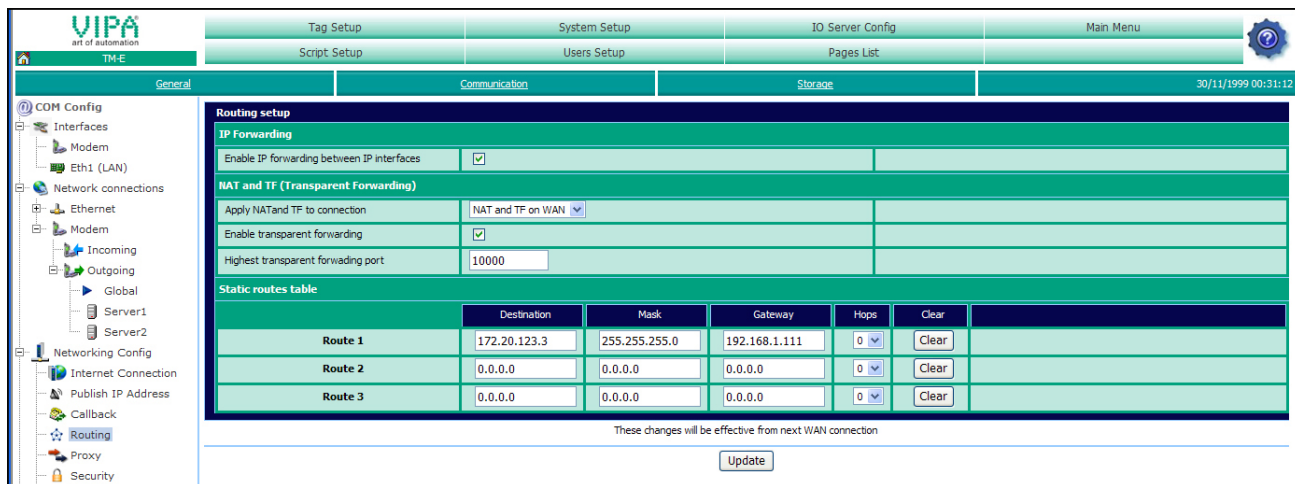 VIPA
art of automation
TM-E
Tag Setup System Setup IO Server Config Main Menu
Script Setup Users Setup Pages List
General Communication Storage 30/11/1999 00:31:12
COM Config
Interfaces
Modem
Eth1 (LAN)
Network connections
Ethernet
Modem
Incoming
Outgoing
Global
Server1
Server2
Networking Config
Internet Connection
Publish IP Address
Callback
Routing
Proxy
Security
Routing setup
IP Forwarding
Enable IP forwarding between IP interfaces
NAT and TF (Transparent Forwarding)
Apply NATand TF to connection NAT and TF on WAN
Enable transparent forwarding
Highest transparent forwading port 10000
Static routes table
Destination Mask Gateway Hops Clear
Route 1 172.20.123.3 255.255.255.0 192.168.1.111 0 Clear
Route 2 0.0.0.0 0.0.0.0 0.0.0.0 0 Clear
Route 3 0.0.0.0 0.0.0.0 0.0.0.0 0 Clear
These changes will be effective from next WAN connection
Update